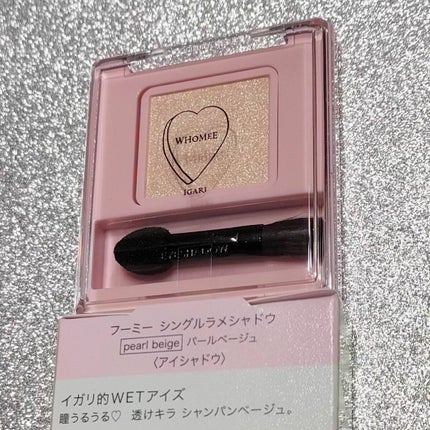 WHOMEE
IGARI
EYESHADOW
フーミー シングルラメシャドウ
pearl beige パールベージュ
〈アイシャドウ〉
イガリ的WETアイズ
瞳うるうる♡ 透けキラ シャンパンベージュ。